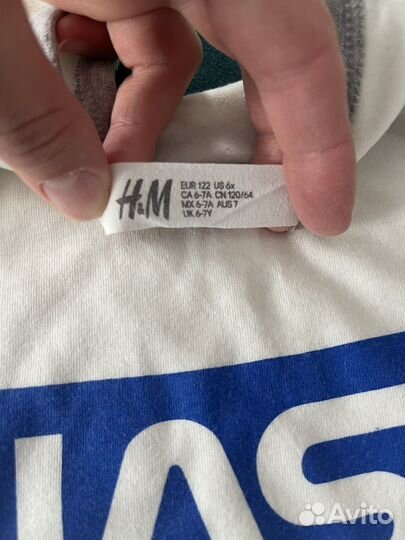 H&M
EUR 122 US 6x
CA 6-7A CN 120/64
MX 6-7A AUS 7
UK 6-7Y
NAS
Avito